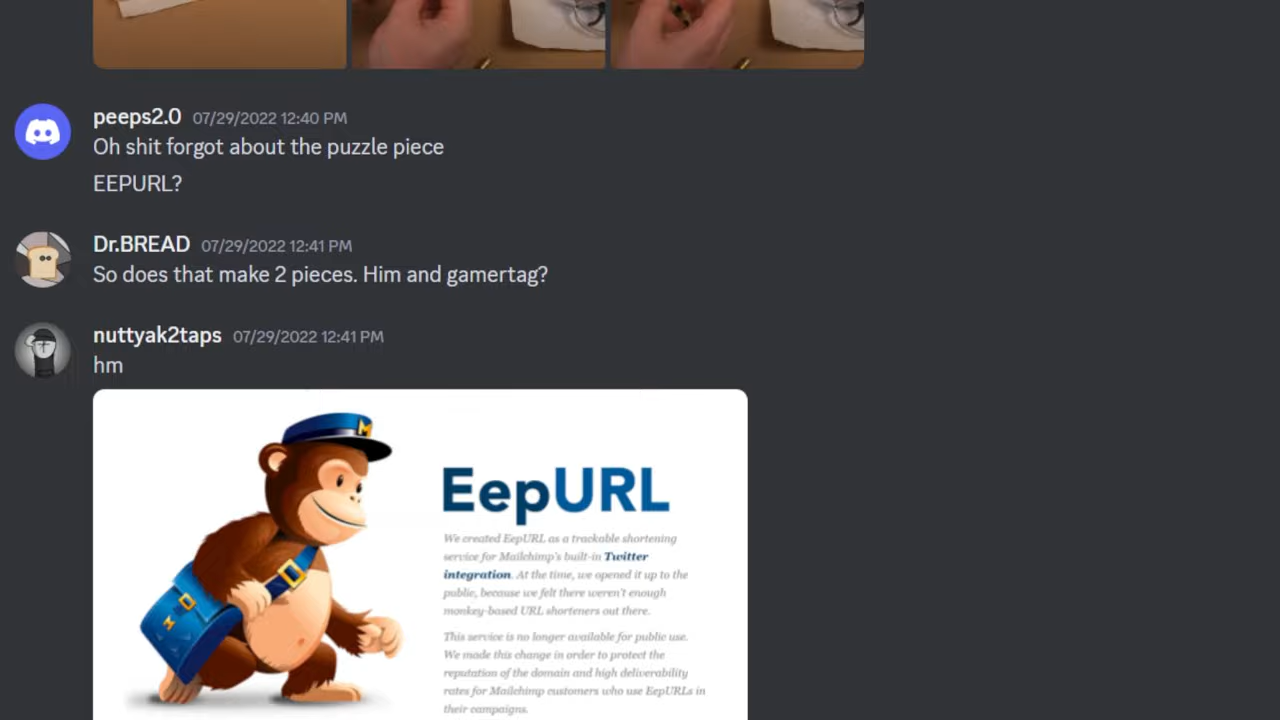 peeps2.0 07/29/2022 12:40 PM
Oh shit forgot about the puzzle piece
EEPURL?
Dr.BREAD 07/29/2022 12:41 PM
So does that make 2 pieces. Him and gamertag?
nuttyak2taps 07/29/2022 12:41 PM
hm
M
EepURL
We created EepURL as a trackable shortening
service for Mailchimp's built-in Twitter
integration. At the time, we opened it up to the
public, because we felt there weren't enough
monkey-based URL shorteners out there.
This service is no longer available for public use.
We made this change in order to protect the
reputation of the domain and high deliverability
rates for Mailchimp customers who use EepURLs in
their campaigns.